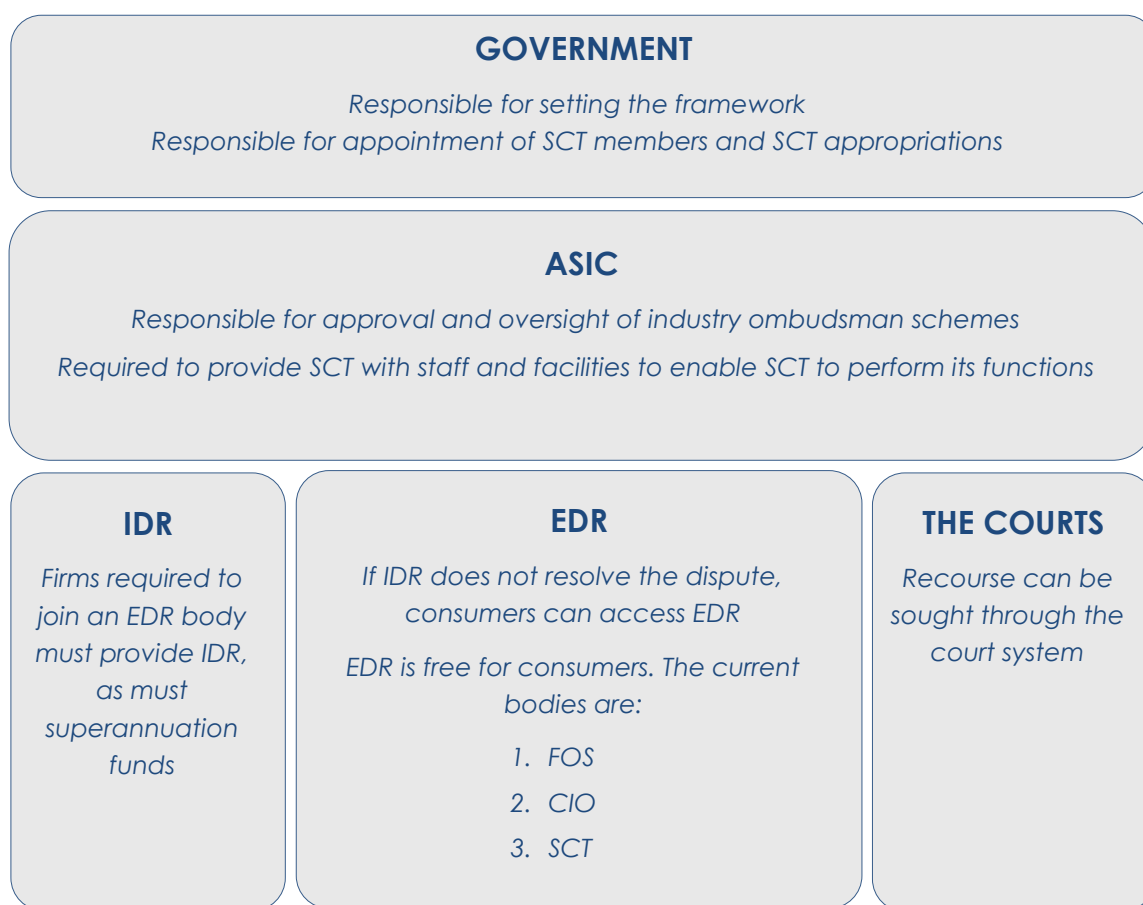 GOVERNMENT
Responsible for setting the framework
Responsible for appointment of SCT members and SCT appropriations
ASIC
Responsible for approval and oversight of industry ombudsman schemes
Required to provide SCT with staff and facilities to enable SCT to perform its functions
IDR
Firms required to
join an EDR body
must provide IDR,
as must
superannuation
funds
EDR
If IDR does not resolve the dispute,
consumers can access EDR
EDR is free for consumers. The current
bodies are:
1. FOS
2. CIO
3. SCT
THE COURTS
Recourse can be
sought through the
court system